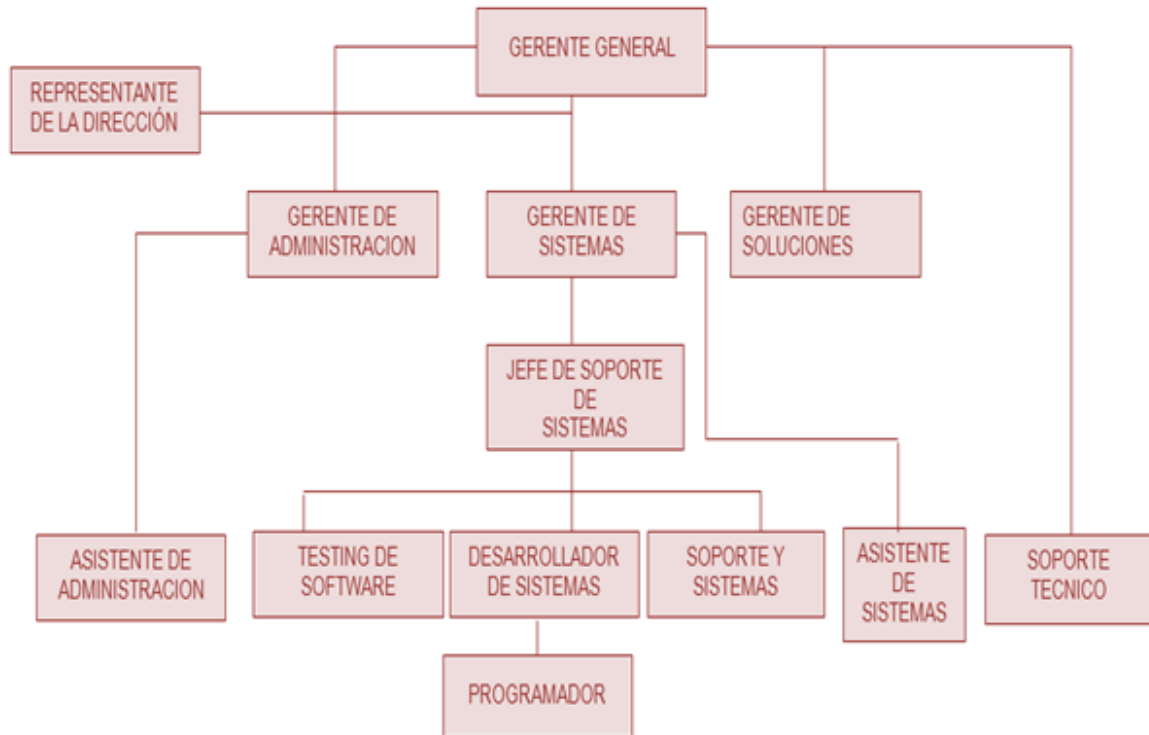 GERENTE GENERAL
REPRESENTANTE
DE LA DIRECCIÓN
GERENTE DE
ADMINISTRACION
GERENTE DE
SISTEMAS
GERENTE DE
SOLUCIONES
JEFE DE SOPORTE
DE
SISTEMAS
ASISTENTE DE
ADMINISTRACION
TESTING DE
SOFTWARE
DESARROLLADOR
DE SISTEMAS
SOPORTE Y
SISTEMAS
ASISTENTE
DE
SISTEMAS
SOPORTE
TECNICO
PROGRAMADOR